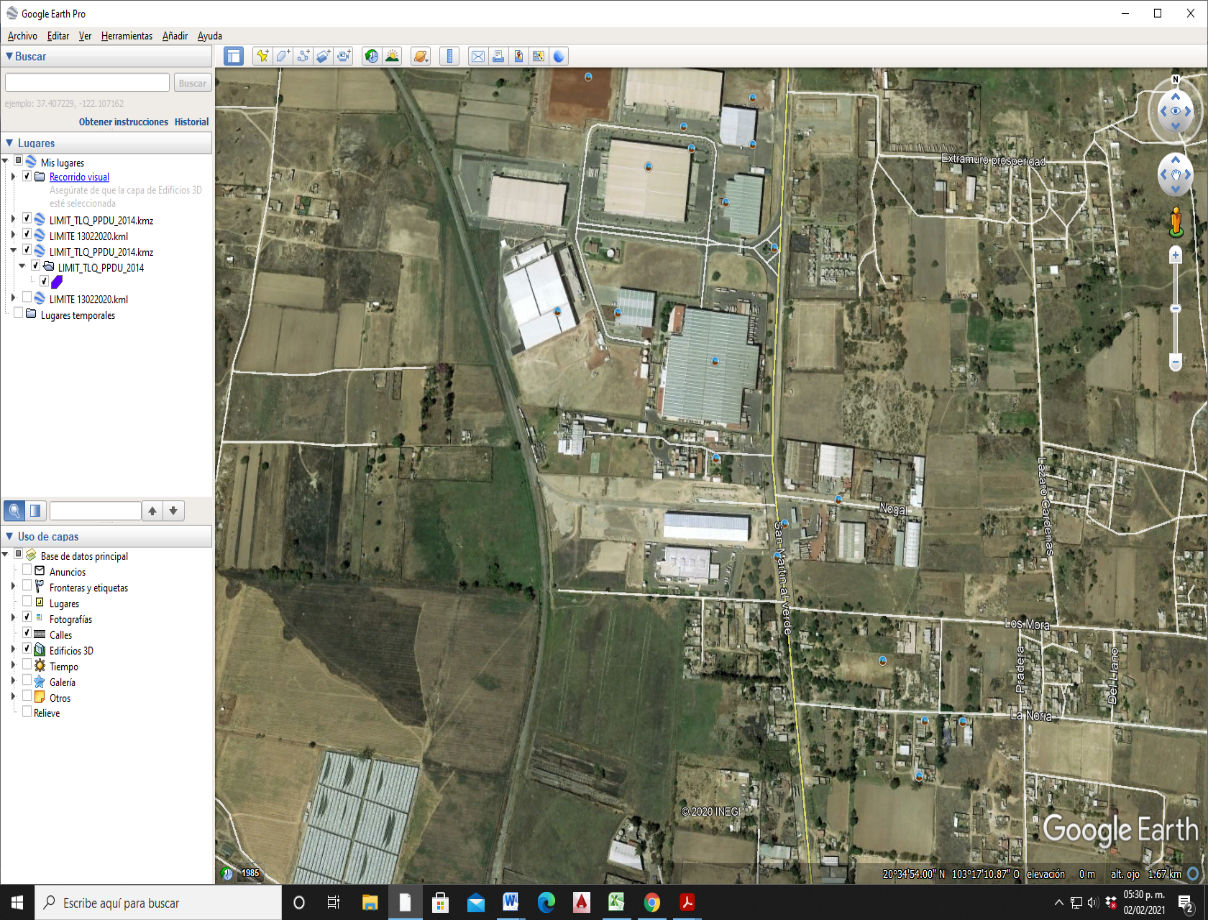 Google Earth Pro
Archivo Editar Ver Herramientas Añadir Ayuda
Buscar
Buscar
ejemplo: 37.407229, -122.107162
Obtener instrucciones Historial
Lugares
Mis lugares
Recorrido visual
Asegúrate de que la capa de Edificios 3D
esté seleccionada
LIMIT_TLQ_PPDU_2014.kmz
LIMITE 13022020.kml
LIMIT_TLQ_PPDU_2014.kmz
LIMIT_TLQ_PPDU_2014
LIMITE 13022020.kml
Lugares temporales
Uso de capas
Base de datos principal
Anuncios
Fronteras y etiquetas
Lugares
Fotografías
Calles
Edificios 3D
Tiempo
Galería
Otros
Relieve
N
Extramuro prosperidad
Lázaro Cárdenas
Nogal
San Martin al verde
Los Mora
Pradera
Del Llano
La Noria
©2020 INEGI
Google Earth
1985
20°34'54.00" N 103°17'10.87" O elevación 0 m alt. ojo 1.67 km
Escribe aquí para buscar
05:30 p. m.
02/02/2021
2